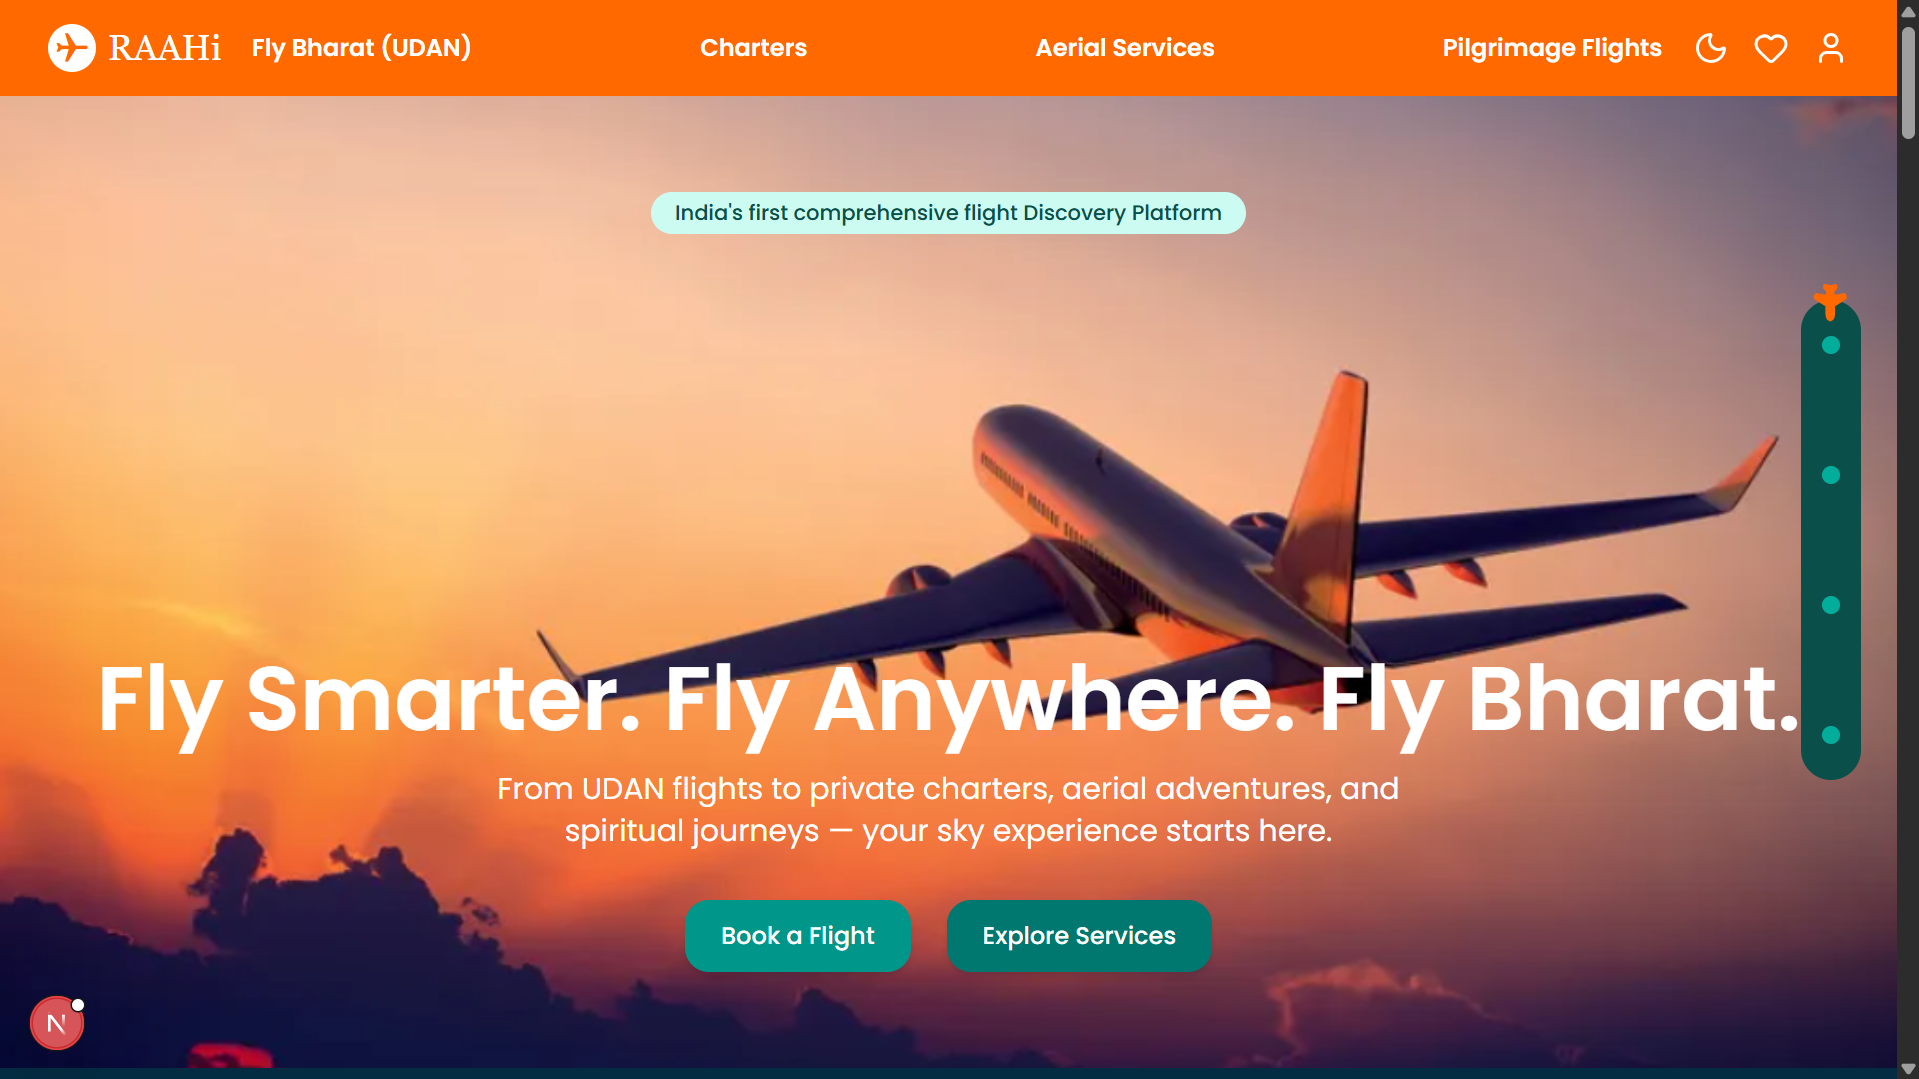 RAAHi
Fly Bharat (UDAN)
Charters
Aerial Services
Pilgrimage Flights
India's first comprehensive flight Discovery Platform
Fly Smarter. Fly Anywhere. Fly Bharat.
From UDAN flights to private charters, aerial adventures, and
spiritual journeys — your sky experience starts here.
Book a Flight
Explore Services
N